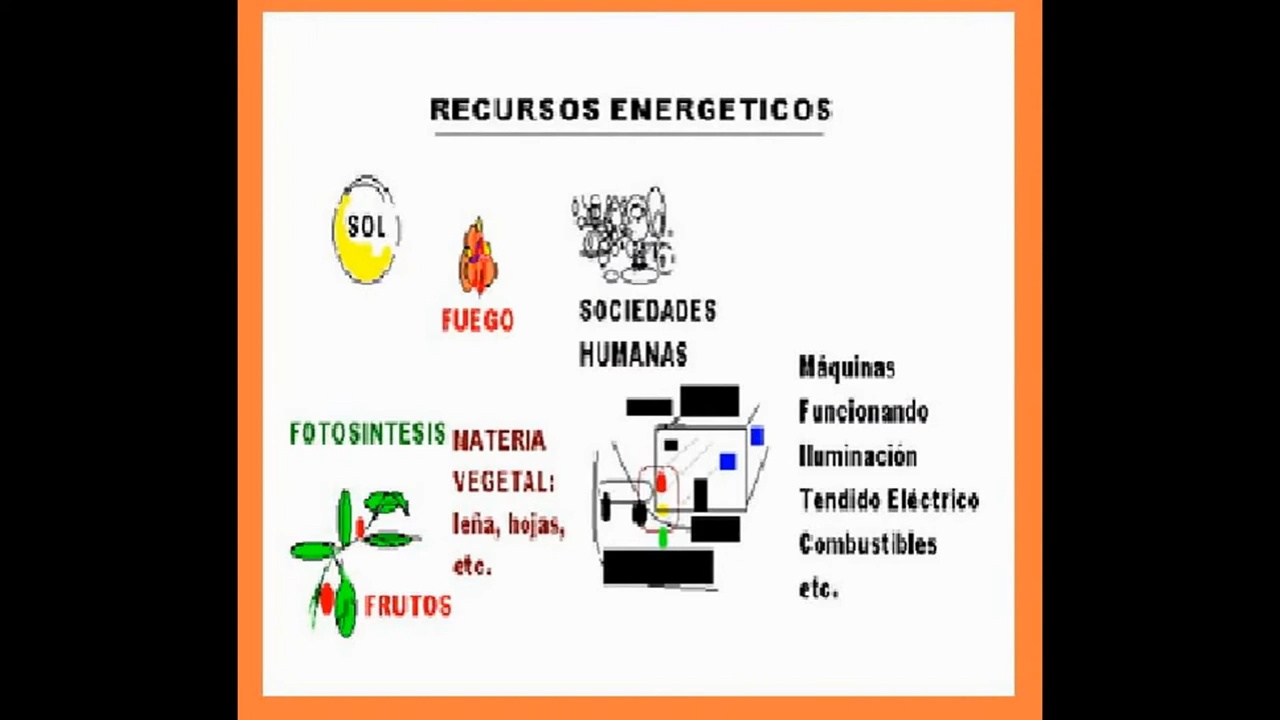 RECURSOS ENERGETICOS
SOL
FUEGO
SOCIEDADES
HUMANAS
FOTOSINTESIS
MATERIA
VEGETAL:
leña, hojas,
etc.
FRUTOS
Máquinas
Funcionando
Iluminación
Tendido Eléctrico
Combustibles
etc.